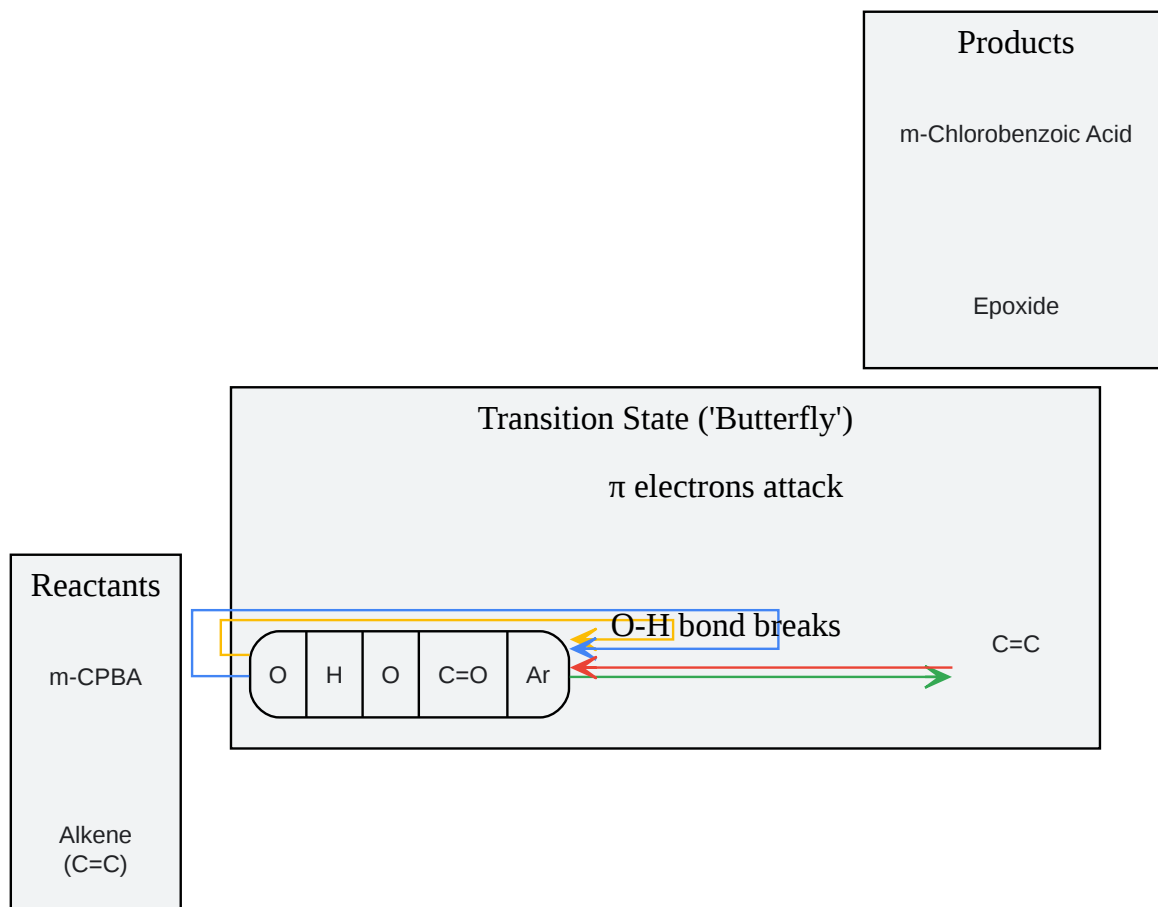 Products
m-Chlorobenzoic Acid
Epoxide
Transition State ('Butterfly')
π electrons attack
O-H bond breaks
C=C
O H O C=O Ar
Reactants
m-CPBA
Alkene
(C=C)